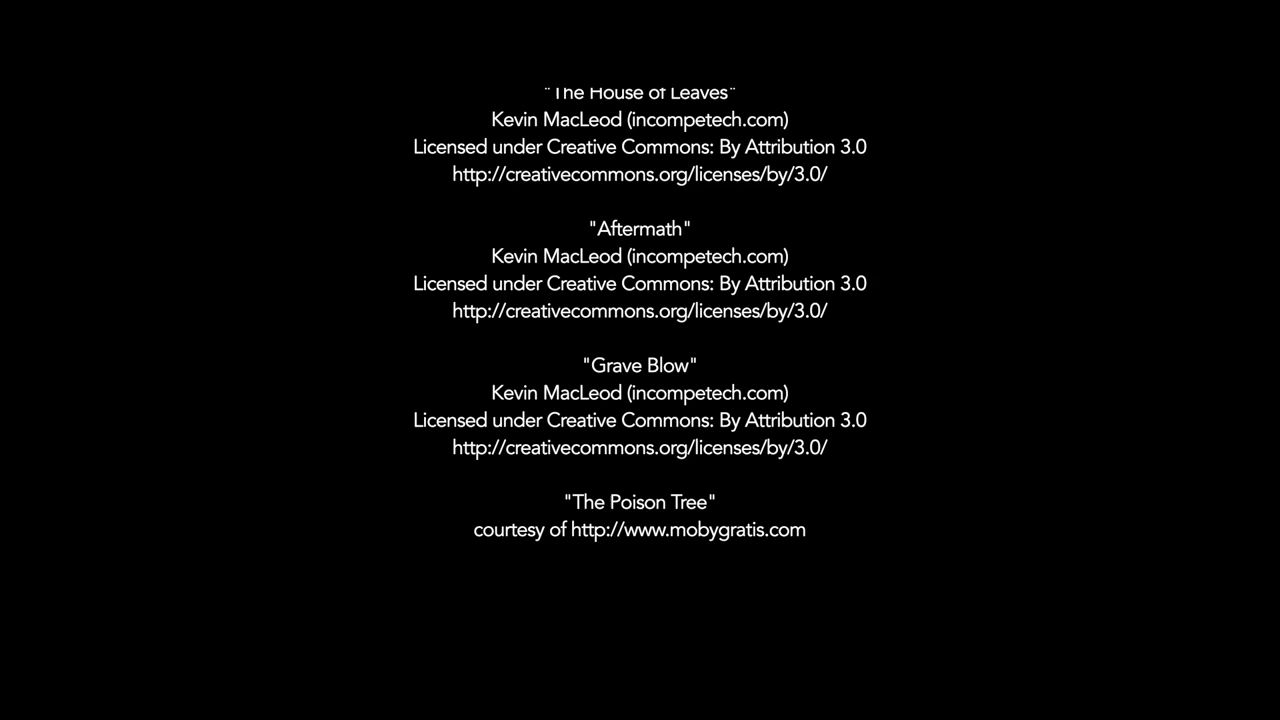 "The House of Leaves"
Kevin MacLeod (incompetech.com)
Licensed under Creative Commons: By Attribution 3.0
http://creativecommons.org/licenses/by/3.0/
"Aftermath"
Kevin MacLeod (incompetech.com)
Licensed under Creative Commons: By Attribution 3.0
http://creativecommons.org/licenses/by/3.0/
"Grave Blow"
Kevin MacLeod (incompetech.com)
Licensed under Creative Commons: By Attribution 3.0
http://creativecommons.org/licenses/by/3.0/
"The Poison Tree"
courtesy of http://www.mobygratis.com